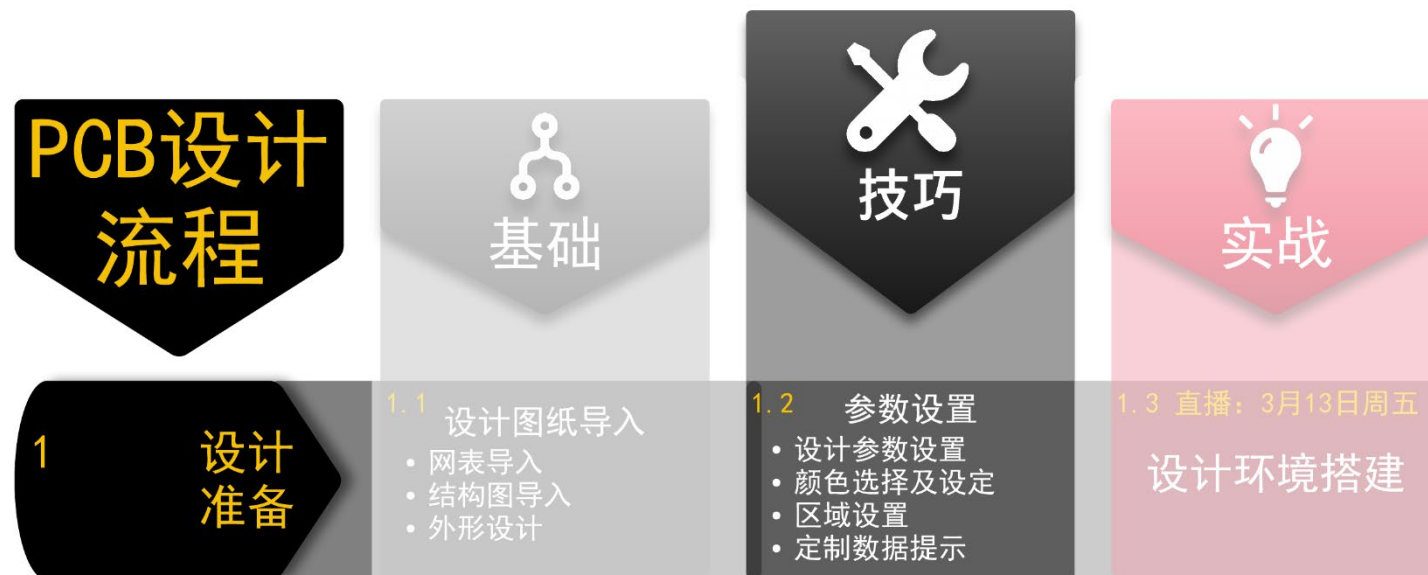 PCB设计
流程
基础
技巧
实战
1
设计
准备
1.1
设计图纸导入
• 网表导入
• 结构图导入
• 外形设计
1.2 参数设置
• 设计参数设置
• 颜色选择及设定
• 区域设置
• 定制数据提示
1.3 直播：3月13日周五
设计环境搭建